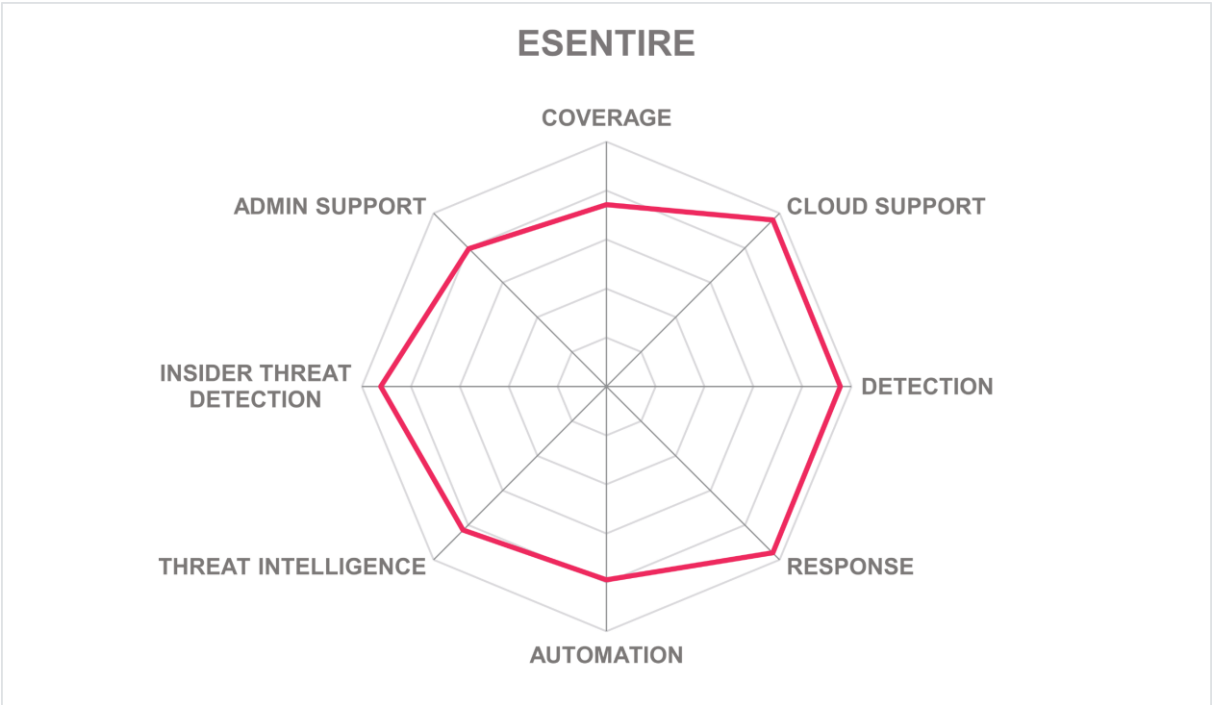 ESENTIRE
COVERAGE
ADMIN SUPPORT
CLOUD SUPPORT
INSIDER THREAT
DETECTION
DETECTION
THREAT INTELLIGENCE
RESPONSE
AUTOMATION